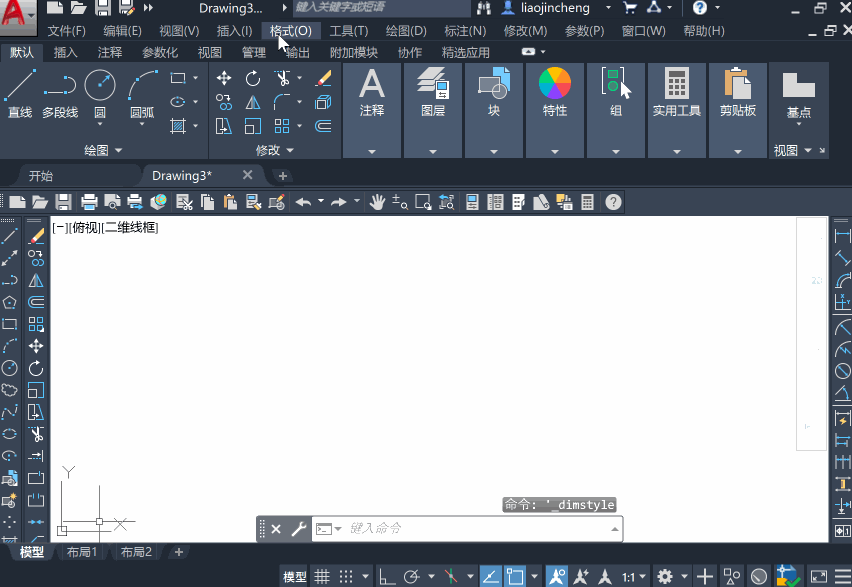 Drawing3... 键入关键字或短语 liaojincheng
文件(F) 编辑(E) 视图(V) 插入(I) 格式(O) 工具(T) 绘图(D) 标注(N) 修改(M) 参数(P) 窗口(W) 帮助(H)
默认 插入 注释 参数化 视图 管理 输出 附加模块 协作 精选应用
直线 多段线 圆 圆弧 注释 图层 块 特性 组 实用工具 剪贴板 基点
绘图 修改 视图
开始 Drawing3*
[−][俯视][二维线框]
Y
X
命令: '_dimstyle
键入命令
模型 布局1 布局2
模型 1:1